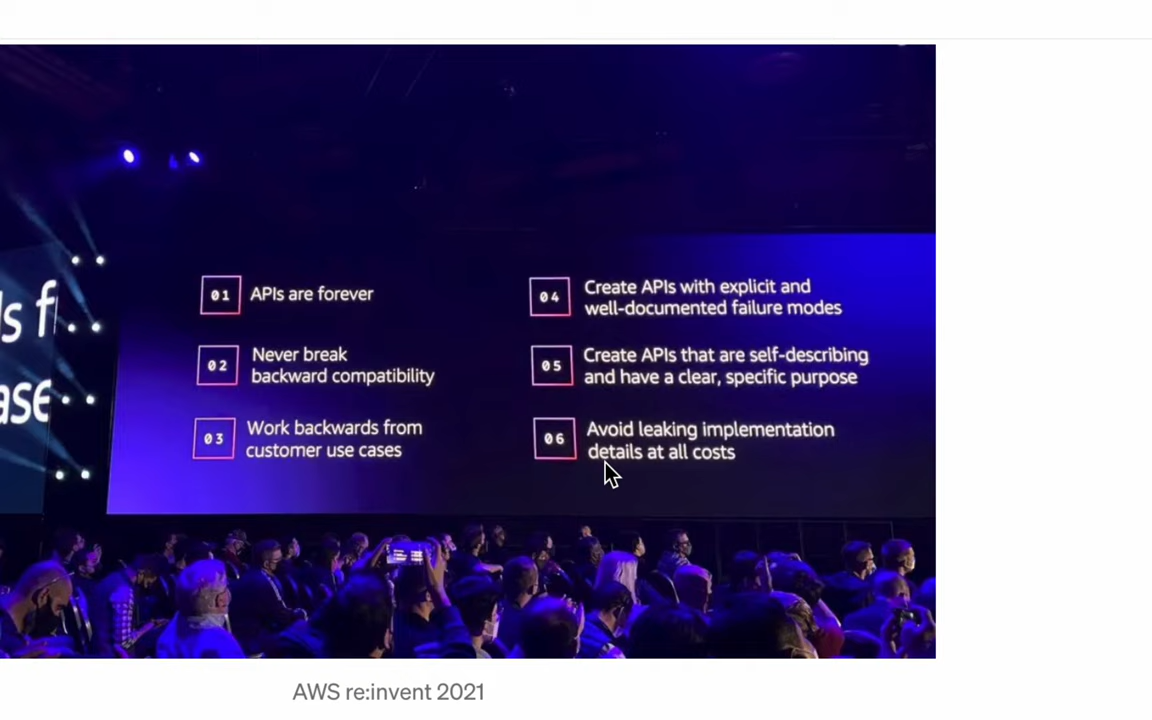 01
APIs are forever
02
Never break
backward compatibility
03
Work backwards from
customer use cases
04
Create APIs with explicit and
well-documented failure modes
05
Create APIs that are self-describing
and have a clear, specific purpose
06
Avoid leaking implementation
details at all costs
AWS re:invent 2021